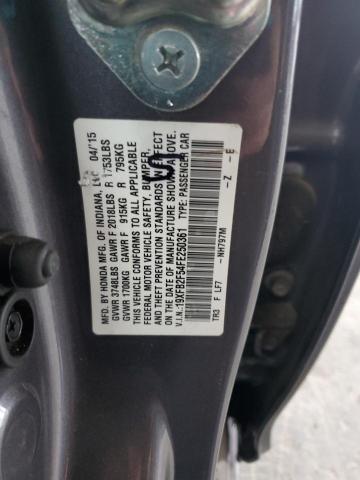 MFD. BY HONDA MFG. OF INDIANA, LLC 04/15
GVWR 3748LBS GAWR F 2018LBS R 1753LBS
GVWR 1700KG GAWR F 915KG R 795KG
THIS VEHICLE CONFORMS TO ALL APPLICABLE
FEDERAL MOTOR VEHICLE SAFETY, BUMPER,
AND THEFT PREVENTION STANDARDS IN EFFECT
ON THE DATE OF MANUFACTURE SHOWN ABOVE.
V.I.N.:19XFB2F54FE250361 TYPE: PASSENGER CAR
TR3 F LF7 -NH797M -Z -E